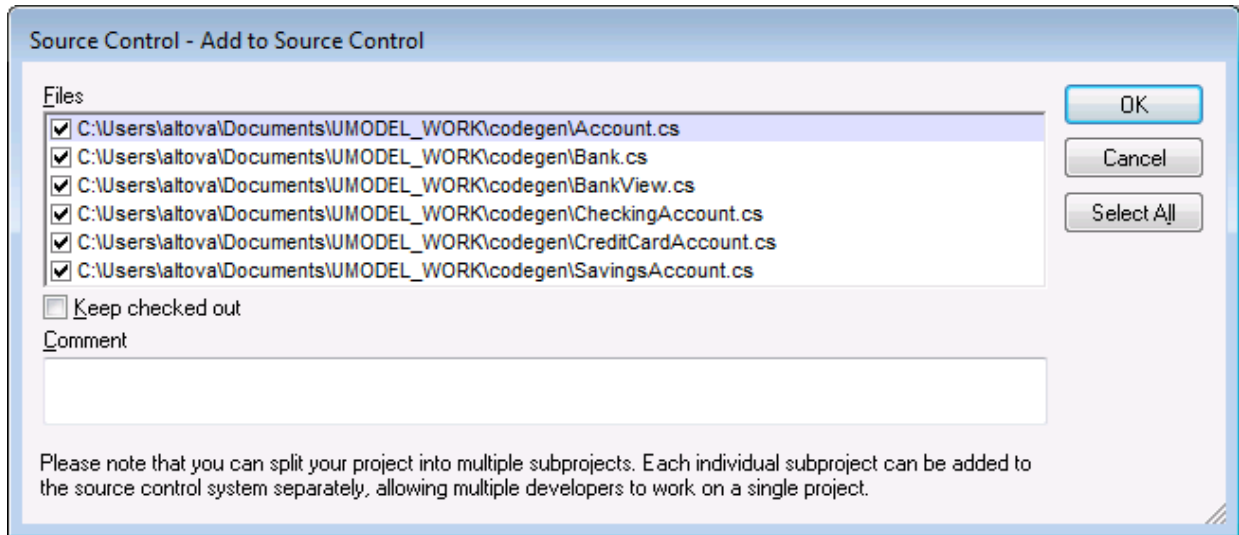 Source Control - Add to Source Control
Files
OK
C:\Users\altova\Documents\UMODEL_WORK\codegen\Account.cs
C:\Users\altova\Documents\UMODEL_WORK\codegen\Bank.cs
Cancel
C:\Users\altova\Documents\UMODEL_WORK\codegen\BankView.cs
C:\Users\altova\Documents\UMODEL_WORK\codegen\CheckingAccount.cs
Select All
C:\Users\altova\Documents\UMODEL_WORK\codegen\CreditCardAccount.cs
C:\Users\altova\Documents\UMODEL_WORK\codegen\SavingsAccount.cs
Keep checked out
Comment
Please note that you can split your project into multiple subprojects. Each individual subproject can be added to
the source control system separately, allowing multiple developers to work on a single project.